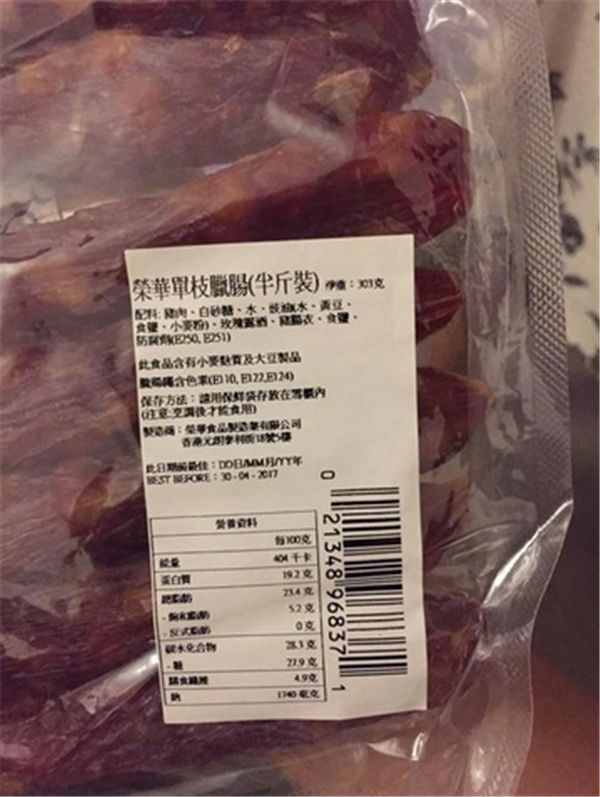 榮華單枝臘腸(半斤裝) 淨重：303克
配料: 豬肉、白砂糖、水、豉油(水、黃豆、
食鹽、小麥粉)、玫瑰露酒、豬腸衣、食鹽、
防腐劑(E250, E251)
此食品含有小麥麩質及大豆製品
臘腸繩含色素(E110, E122,E124)
保存方法：請用保鮮袋存放在雪櫃內
(注意:烹調後才能食用)
製造商：榮華食品製造業有限公司
香港元朗泰利街18號5樓
此日期前最佳：DD日/MM月/YY年
BEST BEFORE：30-04-2017
營養資料
每100克
能量 404 千卡
蛋白質 19.2 克
總脂肪 23.4 克
- 飽和脂肪 5.2 克
- 反式脂肪 0 克
碳水化合物 28.3 克
- 糖 27.9 克
膳食纖維 4.9克
鈉 1740 毫克
0 21348 96837 1